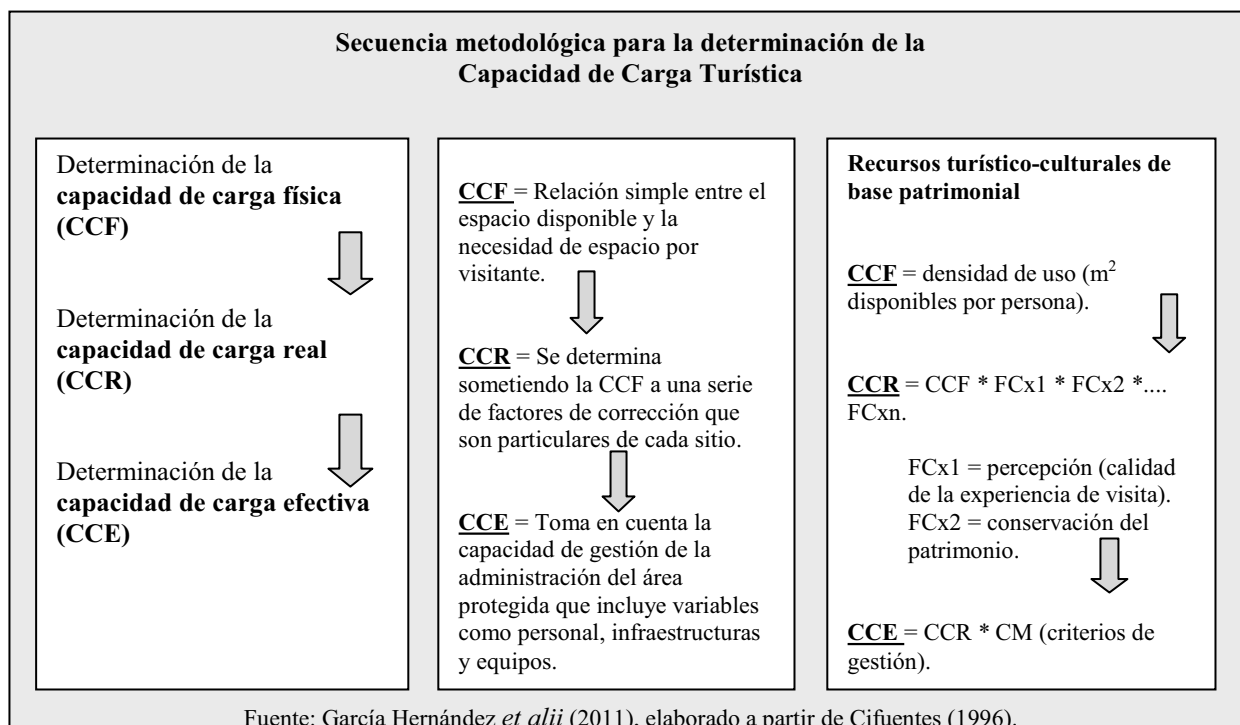 Secuencia metodológica para la determinación de la
Capacidad de Carga Turística
Determinación de la
capacidad de carga física
(CCF)
Determinación de la
capacidad de carga real
(CCR)
Determinación de la
capacidad de carga efectiva
(CCE)
CCF = Relación simple entre el
espacio disponible y la
necesidad de espacio por
visitante.
CCR = Se determina
sometiendo la CCF a una serie
de factores de corrección que
son particulares de cada sitio.
CCE = Toma en cuenta la
capacidad de gestión de la
administración del área
protegida que incluye variables
como personal, infraestructuras
y equipos.
Recursos turístico-culturales de
base patrimonial
CCF = densidad de uso (m²
disponibles por persona).
CCR = CCF * FCx1 * FCx2 *....
FCxn.
FCx1 = percepción (calidad
de la experiencia de visita).
FCx2 = conservación del
patrimonio.
CCE = CCR * CM (criterios de
gestión).
Fuente: García Hernández et alii (2011), elaborado a partir de Cifuentes (1996).